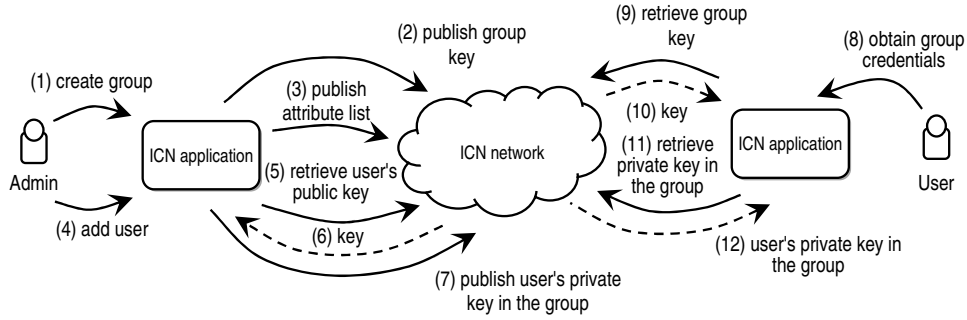 (1) create group
Admin
(4) add user
ICN application
(2) publish group
key
(3) publish
attribute list
(5) retrieve user's
public key
(6) key
(7) publish user's private
key in the group
ICN network
(9) retrieve group
key
(10) key
(11) retrieve
private key in
the group
(12) user's private key in
the group
ICN application
(8) obtain group
credentials
User